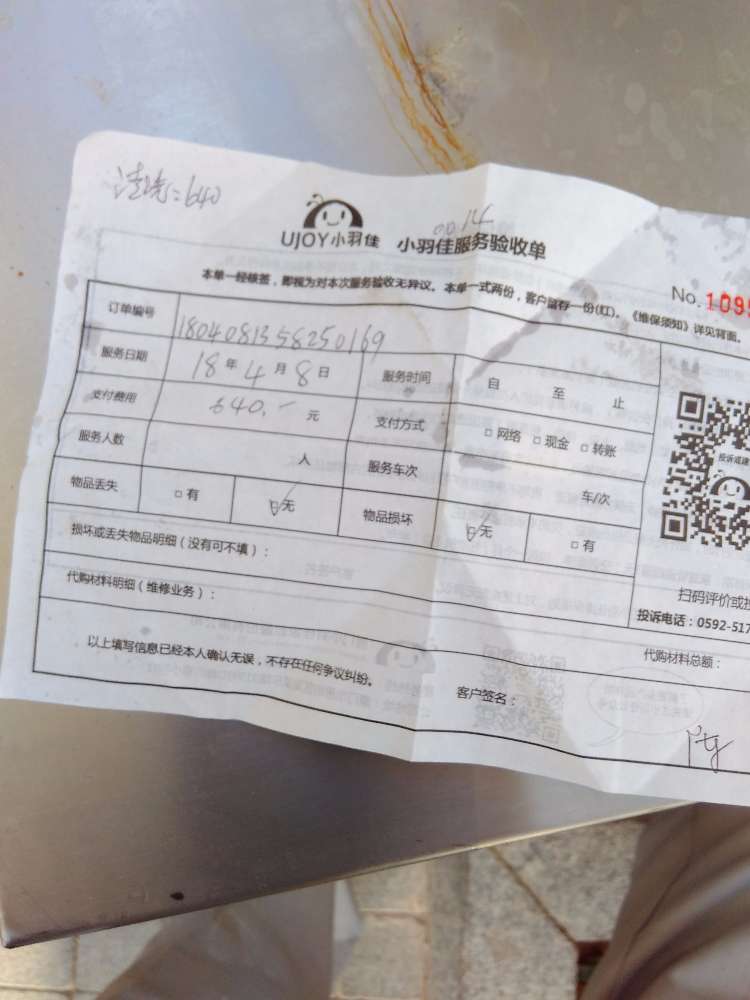 =640
UJOY小羽佳 小羽佳服务验收单
本单一经核签，即视为对本次服务验收无异议。本单一式两份，客户留存一份(红)。《维保须知》详见背面。
No. 1099
订单编号 1804081358250169
服务日期 18 年 4 月 8 日 服务时间 自 至 止
支付费用 640.- 元 支付方式 □ 网络 □ 现金 □ 转账
服务人数 人 服务车次 车/次
物品丢失 □ 有 □无 物品损坏 □无 □ 有
损坏或丢失物品明细（没有可不填）：
代购材料明细（维修业务）：
投诉或建
扫码评价或投
投诉电话：0592-517
代购材料总额：
以上填写信息已经本人确认无误，不存在任何争议纠纷。 客户签名：